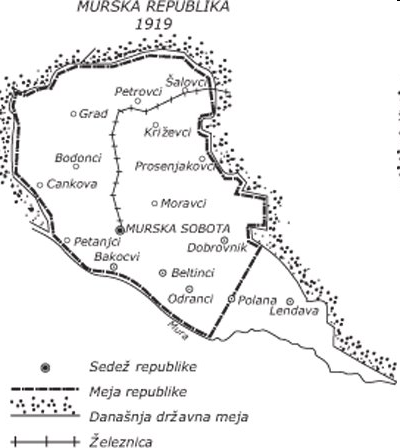 MURSKA REPUBLIKA
1919
Šalovci
Petrovci
Grad
Križevci
Bodonci
Prosenjakovci
Cankova
Moravci
MURSKA SOBOTA
Petanjci
Dobrovnik
Bakocvi
Beltinci
Odranci
Polana
Lendava
Mura
Sedež republike
Meja republike
Današnja državna meja
Železnica